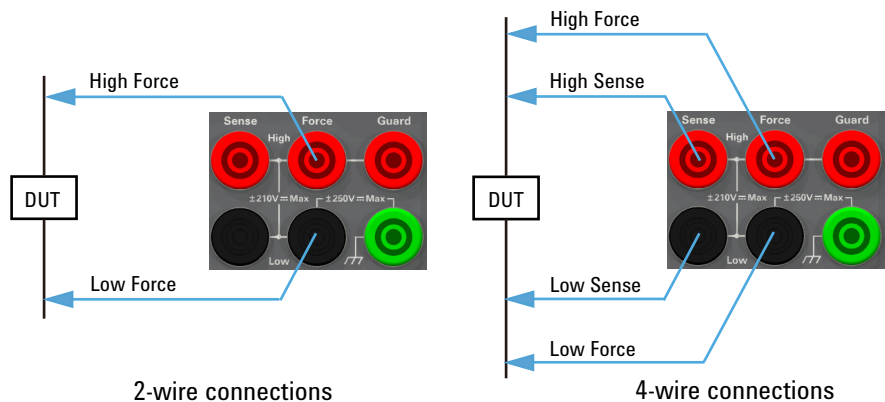 High Force
High Sense
High Force
Sense Force Guard
High
DUT
±210V⎓Max ±250V⎓Max
Low
Low Force
2-wire connections
Sense Force Guard
High
DUT
±210V⎓Max ±250V⎓Max
Low
Low Sense
Low Force
4-wire connections